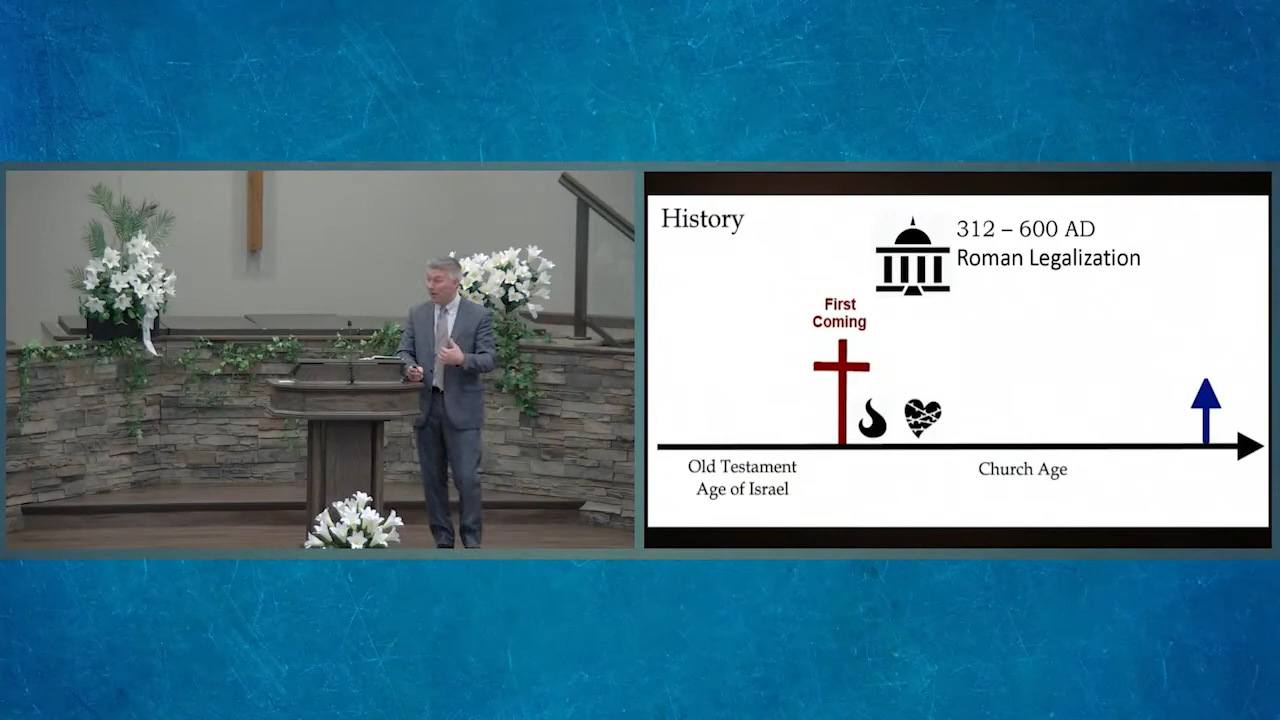 History
312 – 600 AD
Roman Legalization
First
Coming
Old Testament
Age of Israel
Church Age